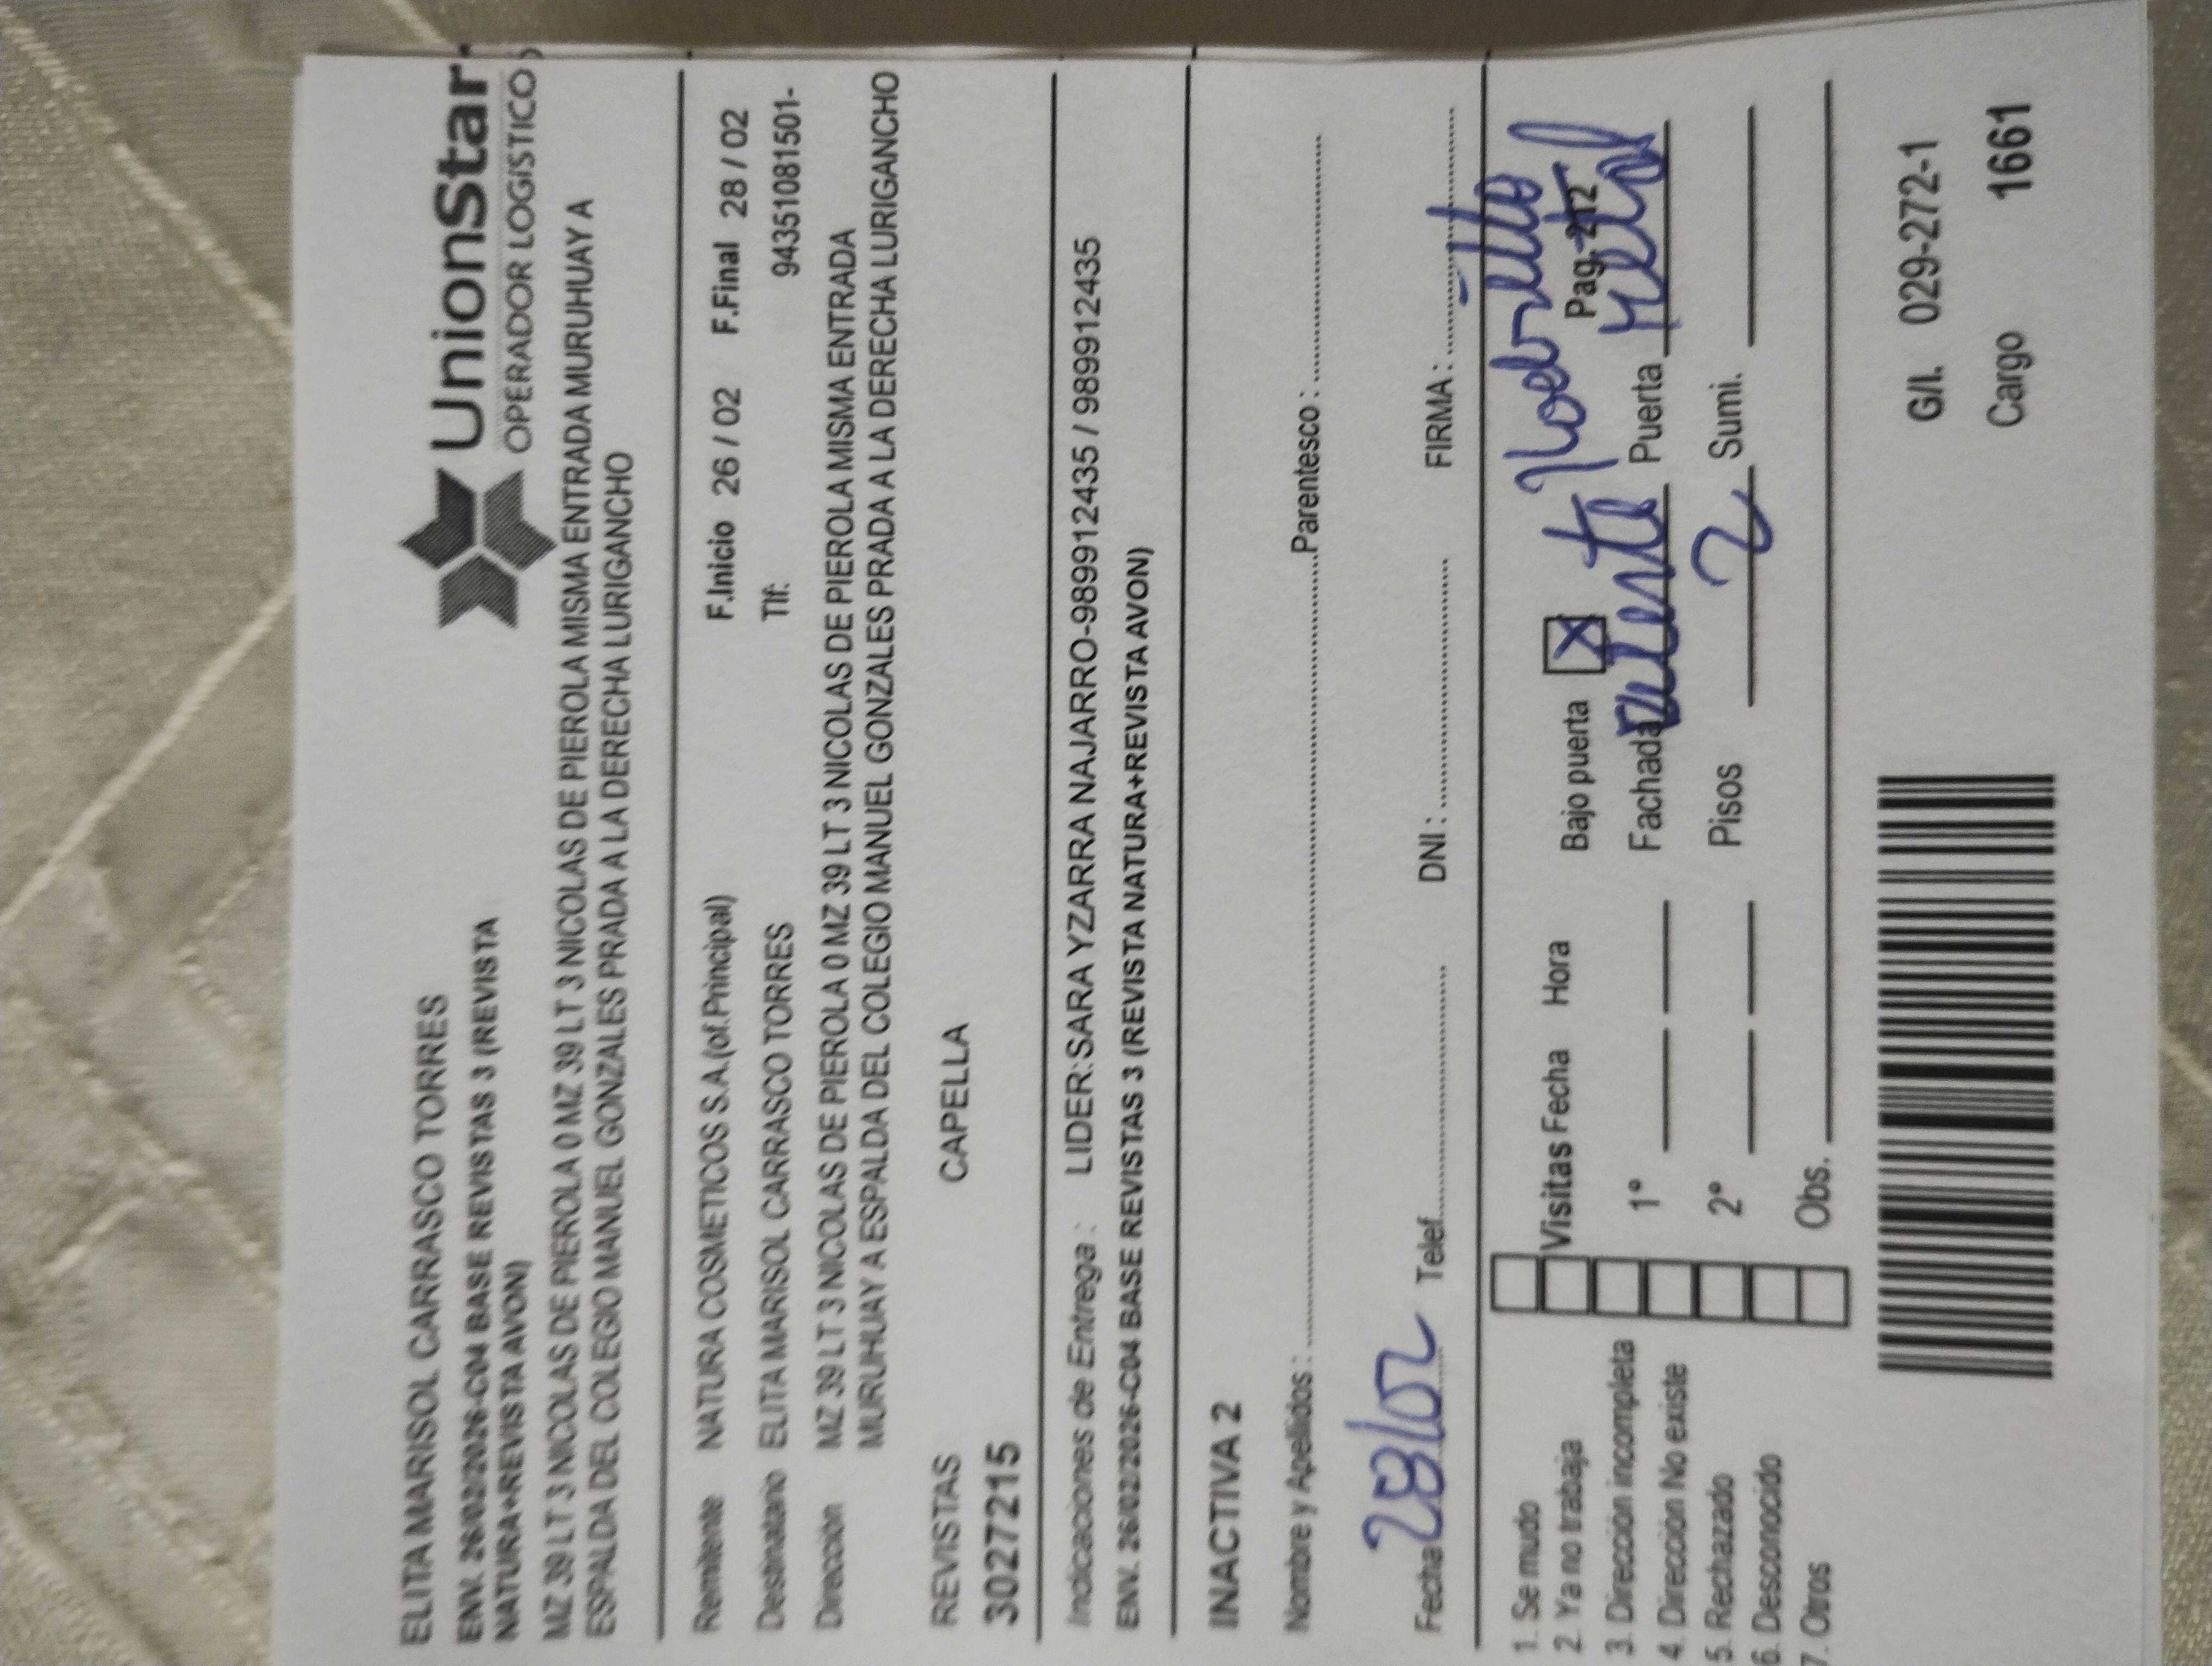 ELITA MARISOL CARRASCO TORRES
UnionStar
OPERADOR LOGISTICO
ENV. 26/02/2026-C04 BASE REVISTAS 3 (REVISTA
NATURA+REVISTA AVON)
MZ 39 LT 3 NICOLAS DE PIEROLA 0 MZ 39 LT 3 NICOLAS DE PIEROLA MISMA ENTRADA MURUHUAY A
ESPALDA DEL COLEGIO MANUEL GONZALES PRADA A LA DERECHA LURIGANCHO
Remitente NATURA COSMETICOS S.A.(of.Principal) F.Inicio 26 / 02 F.Final 28 / 02
Destinatario ELITA MARISOL CARRASCO TORRES Tlf: 943510815​01-
Dirección MZ 39 LT 3 NICOLAS DE PIEROLA 0 MZ 39 LT 3 NICOLAS DE PIEROLA MISMA ENTRADA
MURUHUAY A ESPALDA DEL COLEGIO MANUEL GONZALES PRADA A LA DERECHA LURIGANCHO
REVISTAS CAPELLA
3027215
Indicaciones de Entrega : LIDER:SARA YZARRA NAJARRO-989912435 / 989912435
ENV. 26/02/2026-C04 BASE REVISTAS 3 (REVISTA NATURA+REVISTA AVON)
INACTIVA 2
Nombre y Apellidos : Parentesco :
Fecha 28/02 Telef. DNI : FIRMA :
1. Se mudo Visitas Fecha Hora Bajo puerta X
2. Ya no trabaja Pag. 212
3. Dirección incompleta 1° Fachada Puerta Metal
4. Dirección No existe
5. Rechazado 2° Pisos 2 Sumi.
6. Desconocido
7. Otros Obs.
G/I. 029-272-1
Cargo 1661